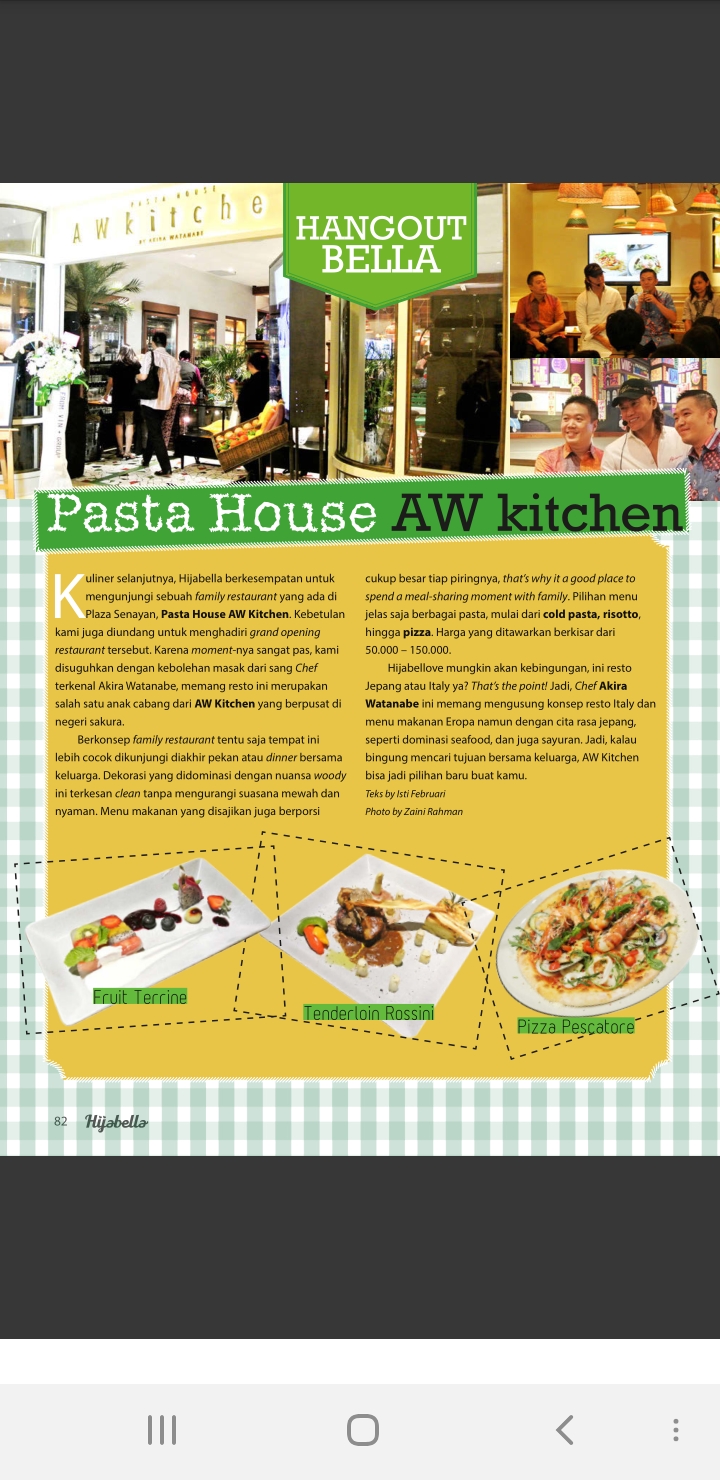 PASTA HOUSE
AWkitche
BY AKIRA WATANABE
HANGOUT
BELLA
Pasta House AW kitchen
Kuliner selanjutnya, Hijabella berkesempatan untuk
mengunjungi sebuah family restaurant yang ada di
Plaza Senayan, Pasta House AW Kitchen. Kebetulan
kami juga diundang untuk menghadiri grand opening
restaurant tersebut. Karena moment-nya sangat pas, kami
disuguhkan dengan kebolehan masak dari sang Chef
terkenal Akira Watanabe, memang resto ini merupakan
salah satu anak cabang dari AW Kitchen yang berpusat di
negeri sakura.
Berkonsep family restaurant tentu saja tempat ini
lebih cocok dikunjungi diakhir pekan atau dinner bersama
keluarga. Dekorasi yang didominasi dengan nuansa woody
ini terkesan clean tanpa mengurangi suasana mewah dan
nyaman. Menu makanan yang disajikan juga berporsi
cukup besar tiap piringnya, that's why it a good place to
spend a meal-sharing moment with family. Pilihan menu
jelas saja berbagai pasta, mulai dari cold pasta, risotto,
hingga pizza. Harga yang ditawarkan berkisar dari
50.000 – 150.000.
Hijabellove mungkin akan kebingungan, ini resto
Jepang atau Italy ya? That's the point! Jadi, Chef Akira
Watanabe ini memang mengusung konsep resto Italy dan
menu makanan Eropa namun dengan cita rasa jepang,
seperti dominasi seafood, dan juga sayuran. Jadi, kalau
bingung mencari tujuan bersama keluarga, AW Kitchen
bisa jadi pilihan baru buat kamu.
Teks by Isti Februari
Photo by Zaini Rahman
Fruit Terrine
Tenderloin Rossini
Pizza Pescatore
82 Hijabella